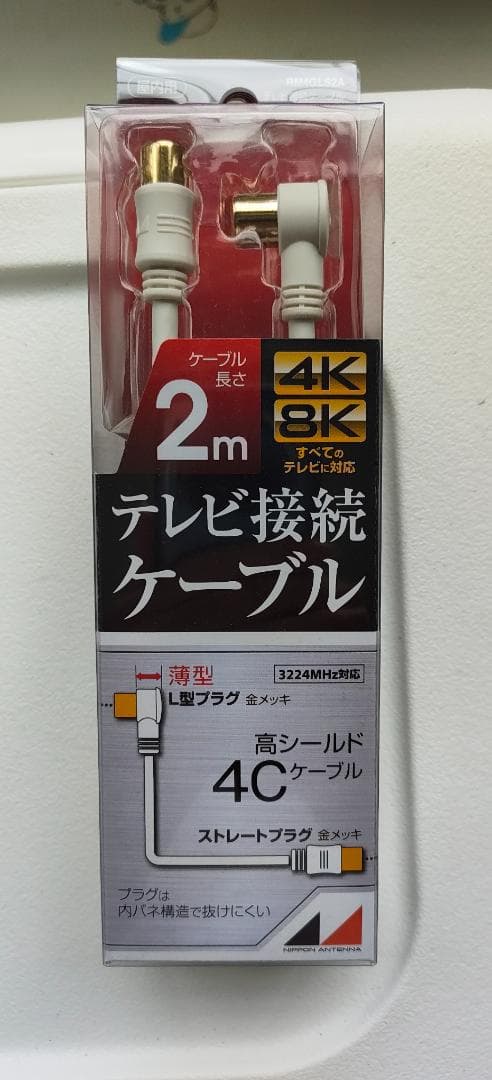 屋内用
RM4GLS2A
ケーブル
長さ
2m
4K
8K
すべての
テレビに対応
テレビ接続
ケーブル
薄型
3224MHz対応
L型プラグ 金メッキ
高シールド
4Cケーブル
ストレートプラグ 金メッキ
プラグは
内バネ構造で抜けにくい
NIPPON ANTENNA